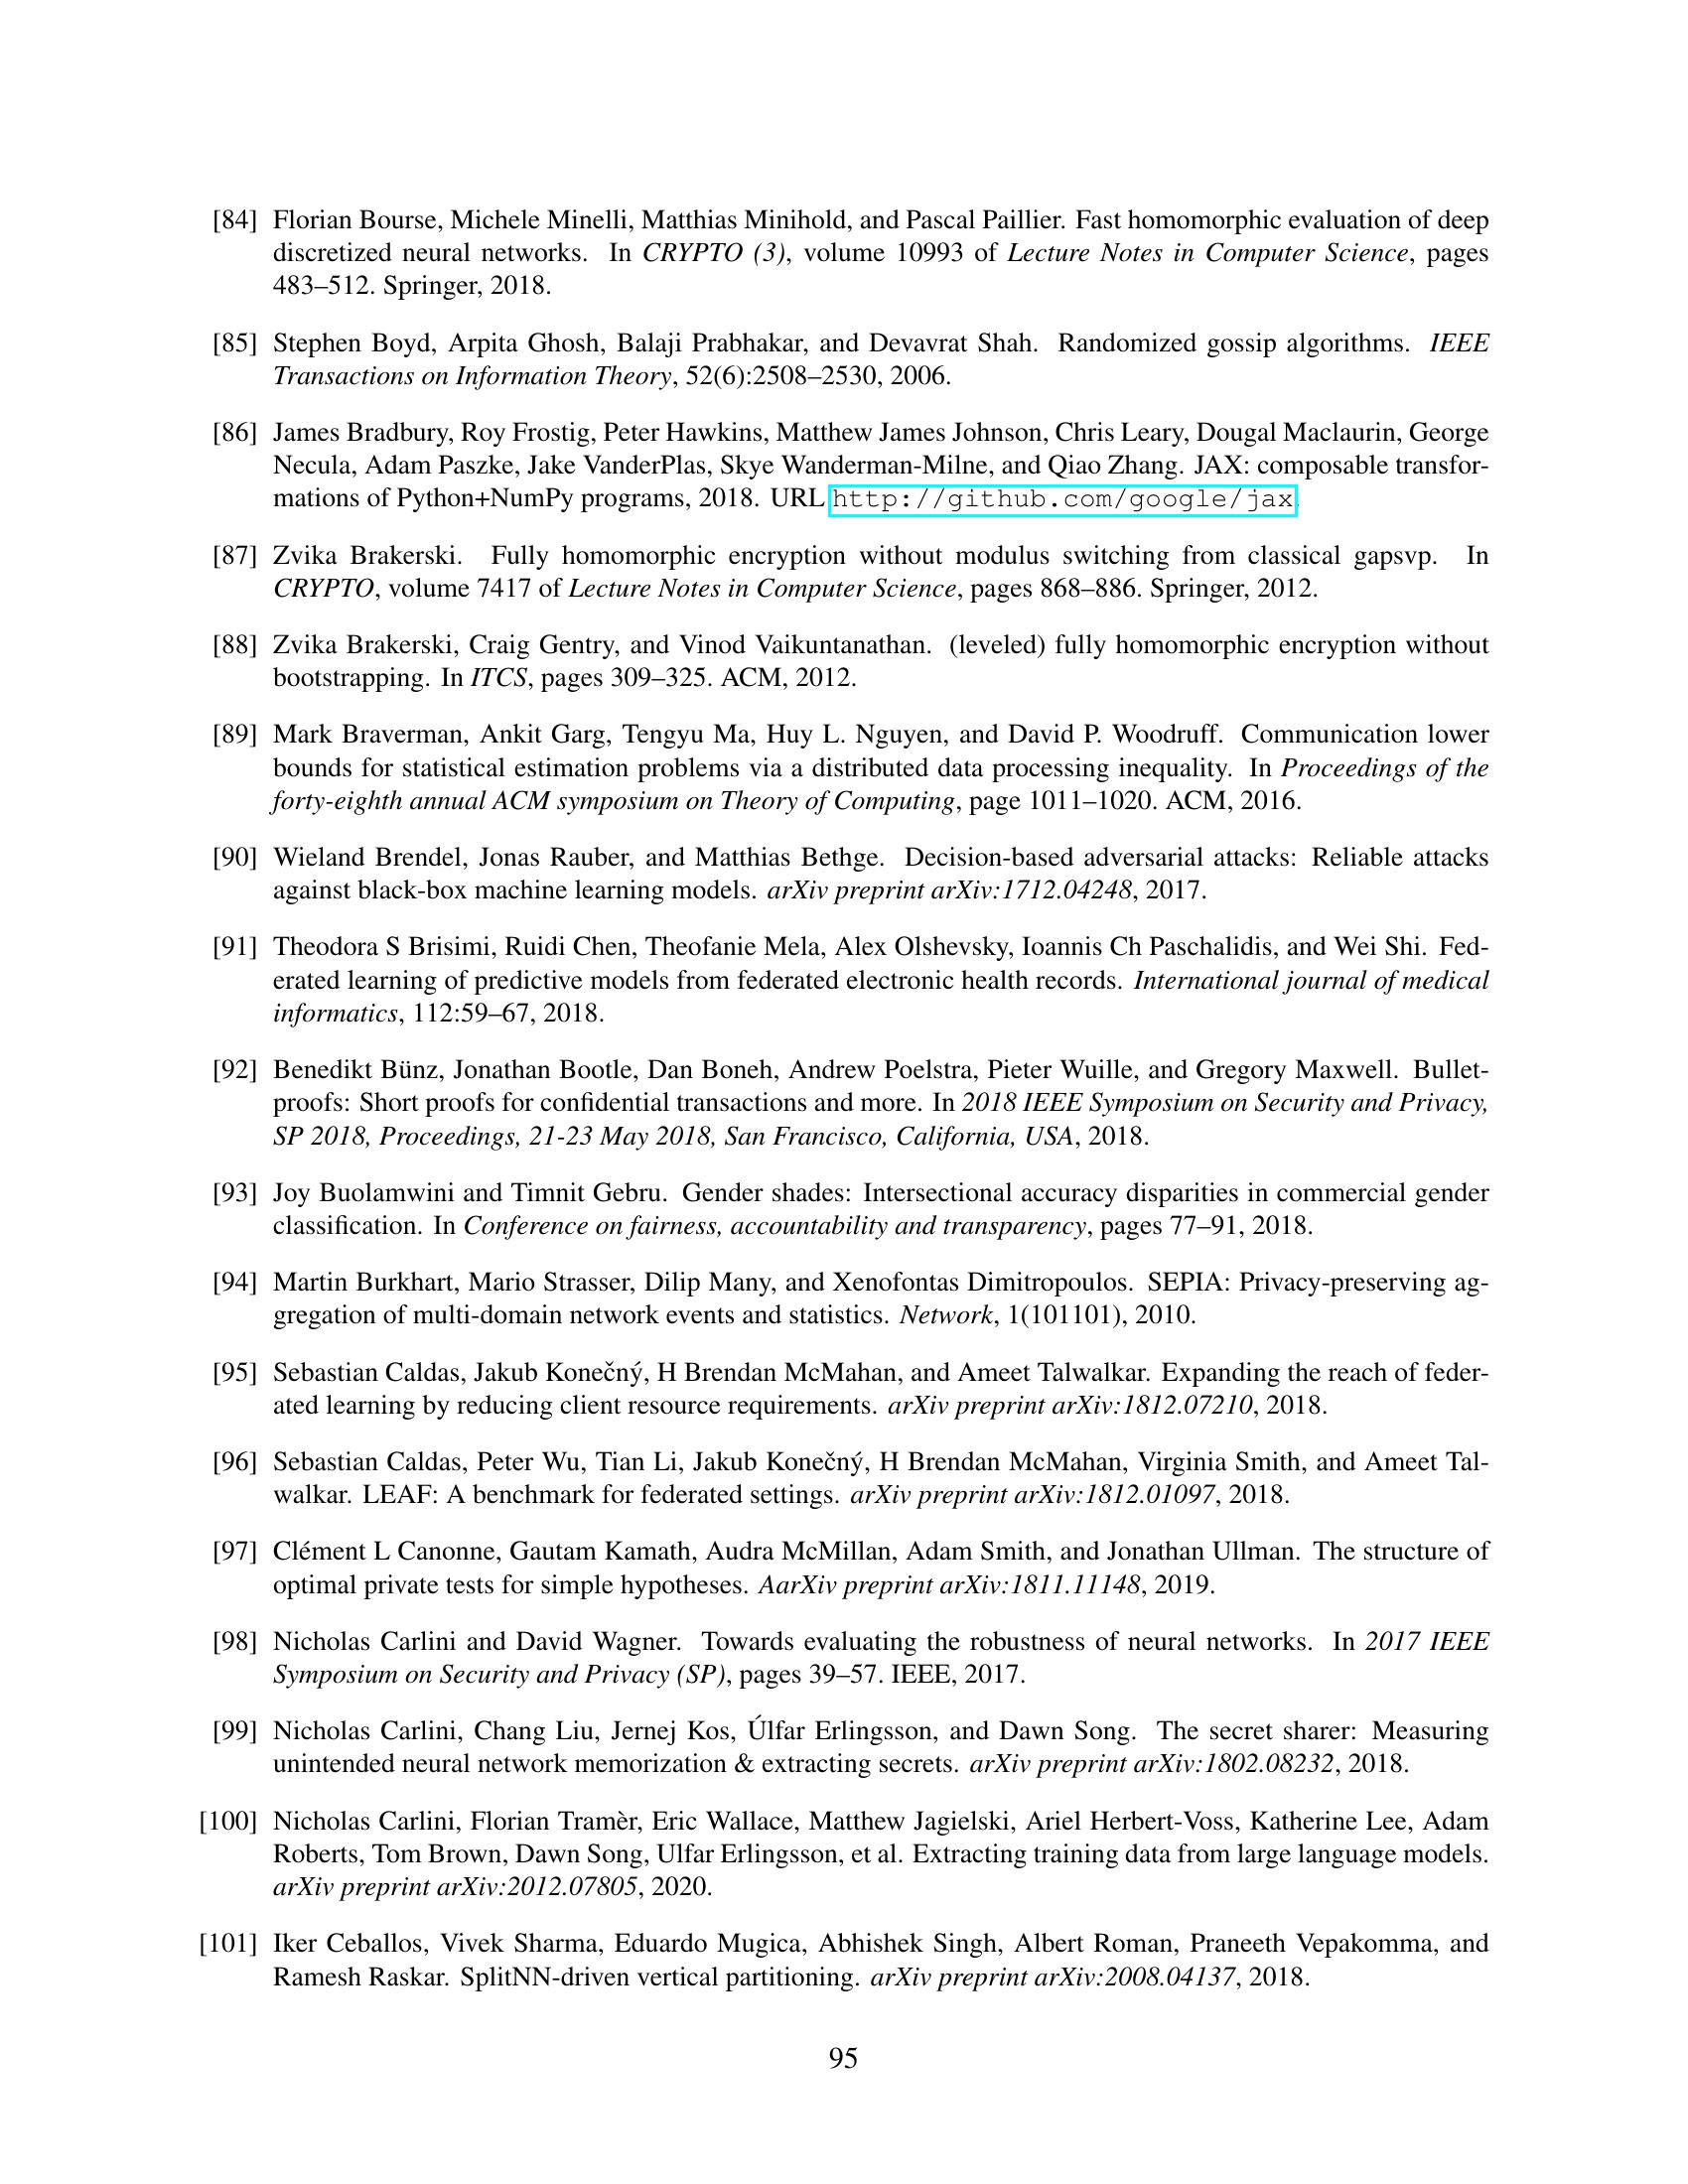 [84] Florian Bourse, Michele Minelli, Matthias Minihold, and Pascal Paillier. Fast homomorphic evaluation of deep
discretized neural networks. In CRYPTO (3), volume 10993 of Lecture Notes in Computer Science, pages
483–512. Springer, 2018.
[85] Stephen Boyd, Arpita Ghosh, Balaji Prabhakar, and Devavrat Shah. Randomized gossip algorithms. IEEE
Transactions on Information Theory, 52(6):2508–2530, 2006.
[86] James Bradbury, Roy Frostig, Peter Hawkins, Matthew James Johnson, Chris Leary, Dougal Maclaurin, George
Necula, Adam Paszke, Jake VanderPlas, Skye Wanderman-Milne, and Qiao Zhang. JAX: composable transfor-
mations of Python+NumPy programs, 2018. URL http://github.com/google/jax.
[87] Zvika Brakerski. Fully homomorphic encryption without modulus switching from classical gapsvp. In
CRYPTO, volume 7417 of Lecture Notes in Computer Science, pages 868–886. Springer, 2012.
[88] Zvika Brakerski, Craig Gentry, and Vinod Vaikuntanathan. (leveled) fully homomorphic encryption without
bootstrapping. In ITCS, pages 309–325. ACM, 2012.
[89] Mark Braverman, Ankit Garg, Tengyu Ma, Huy L. Nguyen, and David P. Woodruff. Communication lower
bounds for statistical estimation problems via a distributed data processing inequality. In Proceedings of the
forty-eighth annual ACM symposium on Theory of Computing, page 1011–1020. ACM, 2016.
[90] Wieland Brendel, Jonas Rauber, and Matthias Bethge. Decision-based adversarial attacks: Reliable attacks
against black-box machine learning models. arXiv preprint arXiv:1712.04248, 2017.
[91] Theodora S Brisimi, Ruidi Chen, Theofanie Mela, Alex Olshevsky, Ioannis Ch Paschalidis, and Wei Shi. Fed-
erated learning of predictive models from federated electronic health records. International journal of medical
informatics, 112:59–67, 2018.
[92] Benedikt Bünz, Jonathan Bootle, Dan Boneh, Andrew Poelstra, Pieter Wuille, and Gregory Maxwell. Bullet-
proofs: Short proofs for confidential transactions and more. In 2018 IEEE Symposium on Security and Privacy,
SP 2018, Proceedings, 21-23 May 2018, San Francisco, California, USA, 2018.
[93] Joy Buolamwini and Timnit Gebru. Gender shades: Intersectional accuracy disparities in commercial gender
classification. In Conference on fairness, accountability and transparency, pages 77–91, 2018.
[94] Martin Burkhart, Mario Strasser, Dilip Many, and Xenofontas Dimitropoulos. SEPIA: Privacy-preserving ag-
gregation of multi-domain network events and statistics. Network, 1(101101), 2010.
[95] Sebastian Caldas, Jakub Konečný, H Brendan McMahan, and Ameet Talwalkar. Expanding the reach of feder-
ated learning by reducing client resource requirements. arXiv preprint arXiv:1812.07210, 2018.
[96] Sebastian Caldas, Peter Wu, Tian Li, Jakub Konečný, H Brendan McMahan, Virginia Smith, and Ameet Tal-
walkar. LEAF: A benchmark for federated settings. arXiv preprint arXiv:1812.01097, 2018.
[97] Clément L Canonne, Gautam Kamath, Audra McMillan, Adam Smith, and Jonathan Ullman. The structure of
optimal private tests for simple hypotheses. AarXiv preprint arXiv:1811.11148, 2019.
[98] Nicholas Carlini and David Wagner. Towards evaluating the robustness of neural networks. In 2017 IEEE
Symposium on Security and Privacy (SP), pages 39–57. IEEE, 2017.
[99] Nicholas Carlini, Chang Liu, Jernej Kos, Úlfar Erlingsson, and Dawn Song. The secret sharer: Measuring
unintended neural network memorization & extracting secrets. arXiv preprint arXiv:1802.08232, 2018.
[100] Nicholas Carlini, Florian Tramèr, Eric Wallace, Matthew Jagielski, Ariel Herbert-Voss, Katherine Lee, Adam
Roberts, Tom Brown, Dawn Song, Ulfar Erlingsson, et al. Extracting training data from large language models.
arXiv preprint arXiv:2012.07805, 2020.
[101] Iker Ceballos, Vivek Sharma, Eduardo Mugica, Abhishek Singh, Albert Roman, Praneeth Vepakomma, and
Ramesh Raskar. SplitNN-driven vertical partitioning. arXiv preprint arXiv:2008.04137, 2018.
95